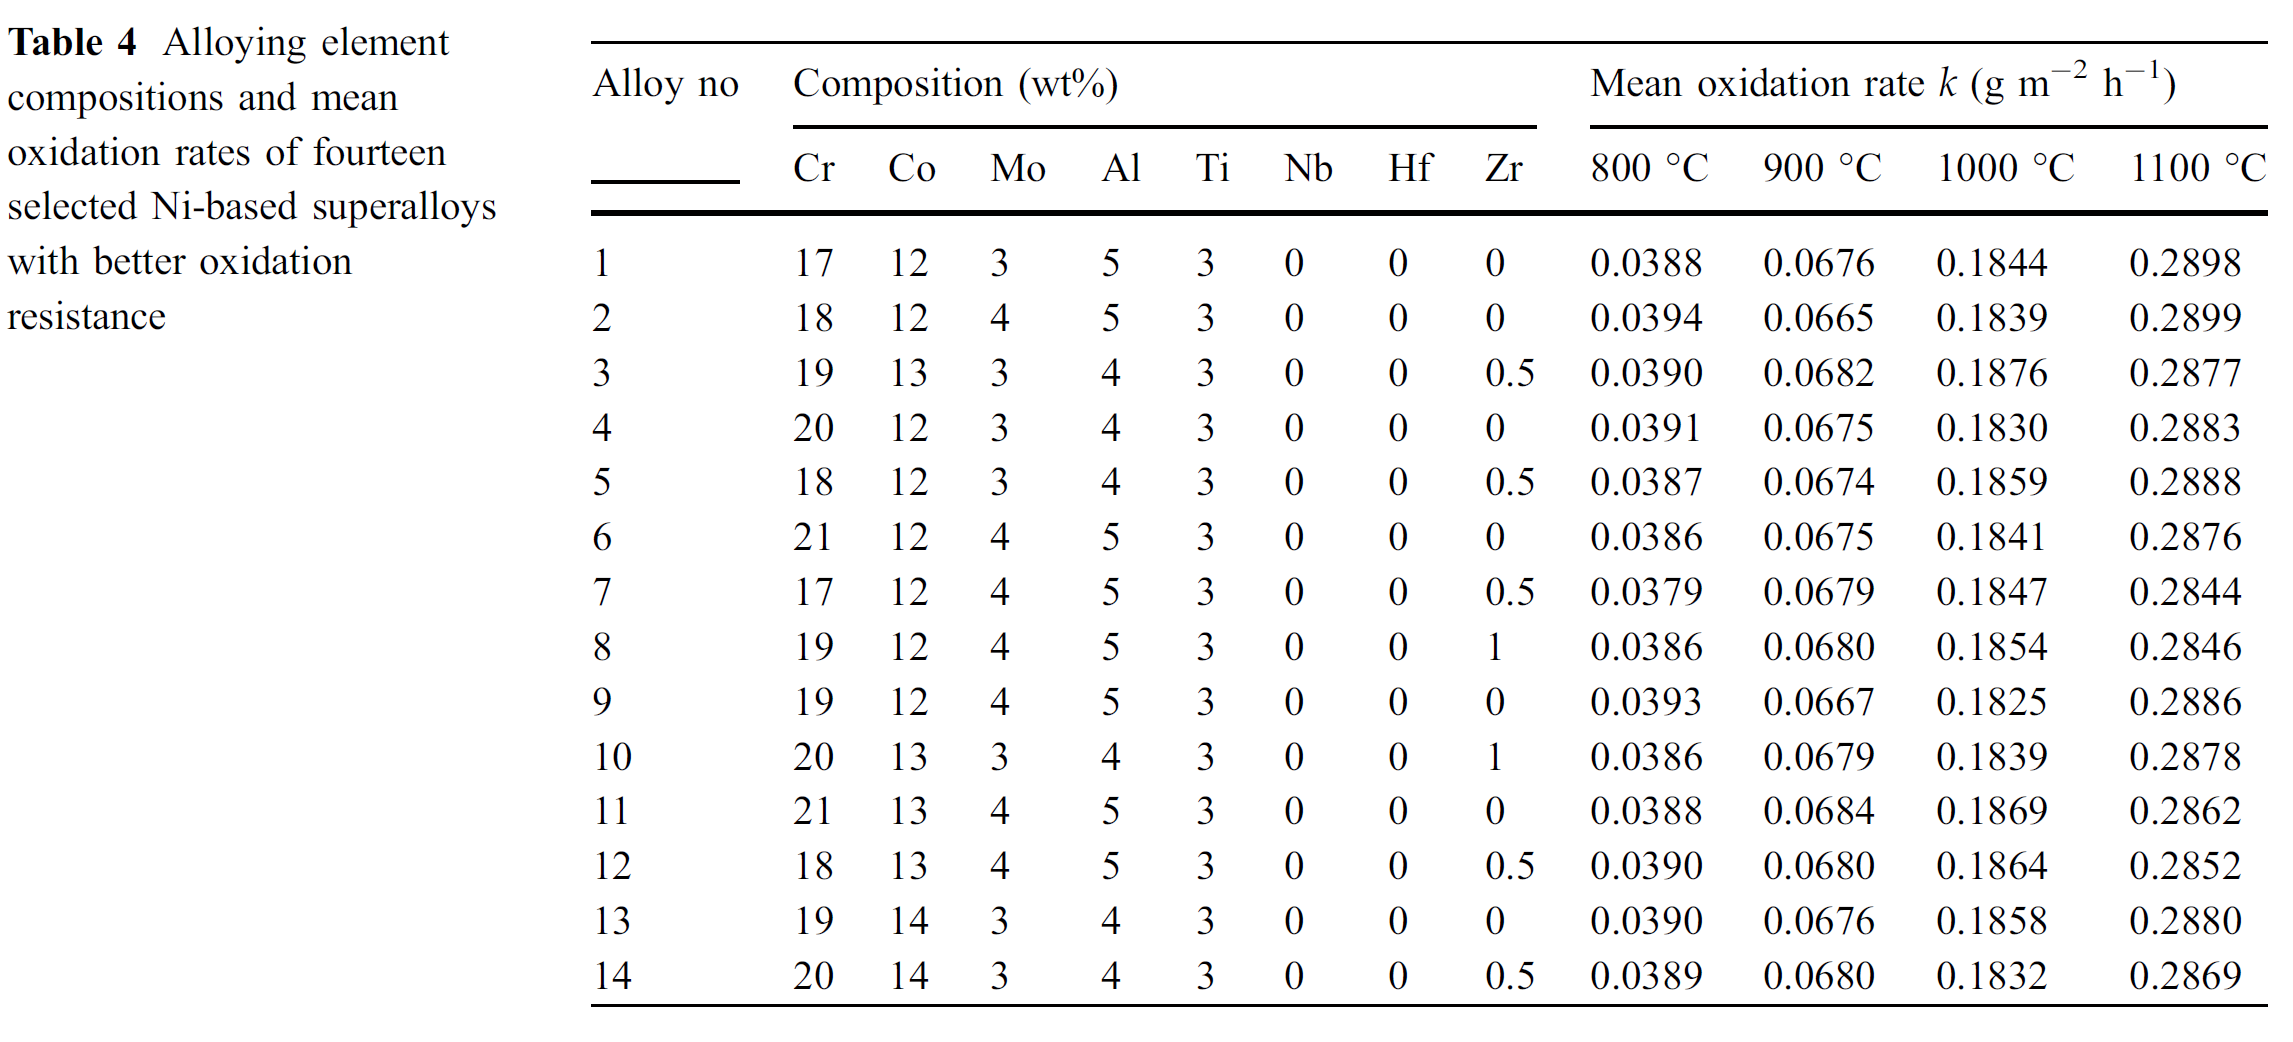 Table 4 Alloying element
compositions and mean
oxidation rates of fourteen
selected Ni-based superalloys
with better oxidation
resistance
Alloy no Composition (wt%) Mean oxidation rate k (g m−2 h−1)
Cr Co Mo Al Ti Nb Hf Zr 800 °C 900 °C 1000 °C 1100 °C
1 17 12 3 5 3 0 0 0 0.0388 0.0676 0.1844 0.2898
2 18 12 4 5 3 0 0 0 0.0394 0.0665 0.1839 0.2899
3 19 13 3 4 3 0 0 0.5 0.0390 0.0682 0.1876 0.2877
4 20 12 3 4 3 0 0 0 0.0391 0.0675 0.1830 0.2883
5 18 12 3 4 3 0 0 0.5 0.0387 0.0674 0.1859 0.2888
6 21 12 4 5 3 0 0 0 0.0386 0.0675 0.1841 0.2876
7 17 12 4 5 3 0 0 0.5 0.0379 0.0679 0.1847 0.2844
8 19 12 4 5 3 0 0 1 0.0386 0.0680 0.1854 0.2846
9 19 12 4 5 3 0 0 0 0.0393 0.0667 0.1825 0.2886
10 20 13 3 4 3 0 0 1 0.0386 0.0679 0.1839 0.2878
11 21 13 4 5 3 0 0 0 0.0388 0.0684 0.1869 0.2862
12 18 13 4 5 3 0 0 0.5 0.0390 0.0680 0.1864 0.2852
13 19 14 3 4 3 0 0 0 0.0390 0.0676 0.1858 0.2880
14 20 14 3 4 3 0 0 0.5 0.0389 0.0680 0.1832 0.2869